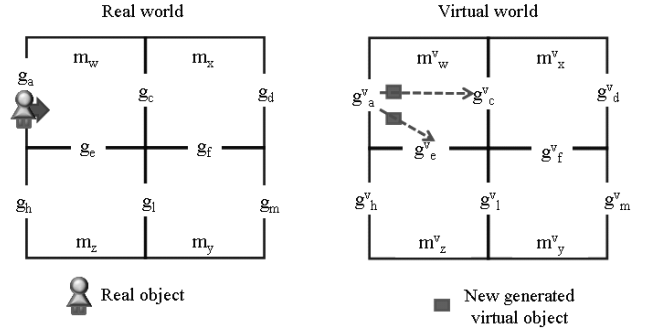 Real world
Virtual world
m_w m_x
m^v_w m^v_x
g_a
g_c g_d
g^v_a g^v_c g^v_d
g_e g_f
g^v_e g^v_f
g_h g_l g_m
g^v_h g^v_l g^v_m
m_z m_y
m^v_z m^v_y
Real object
New generated
virtual object